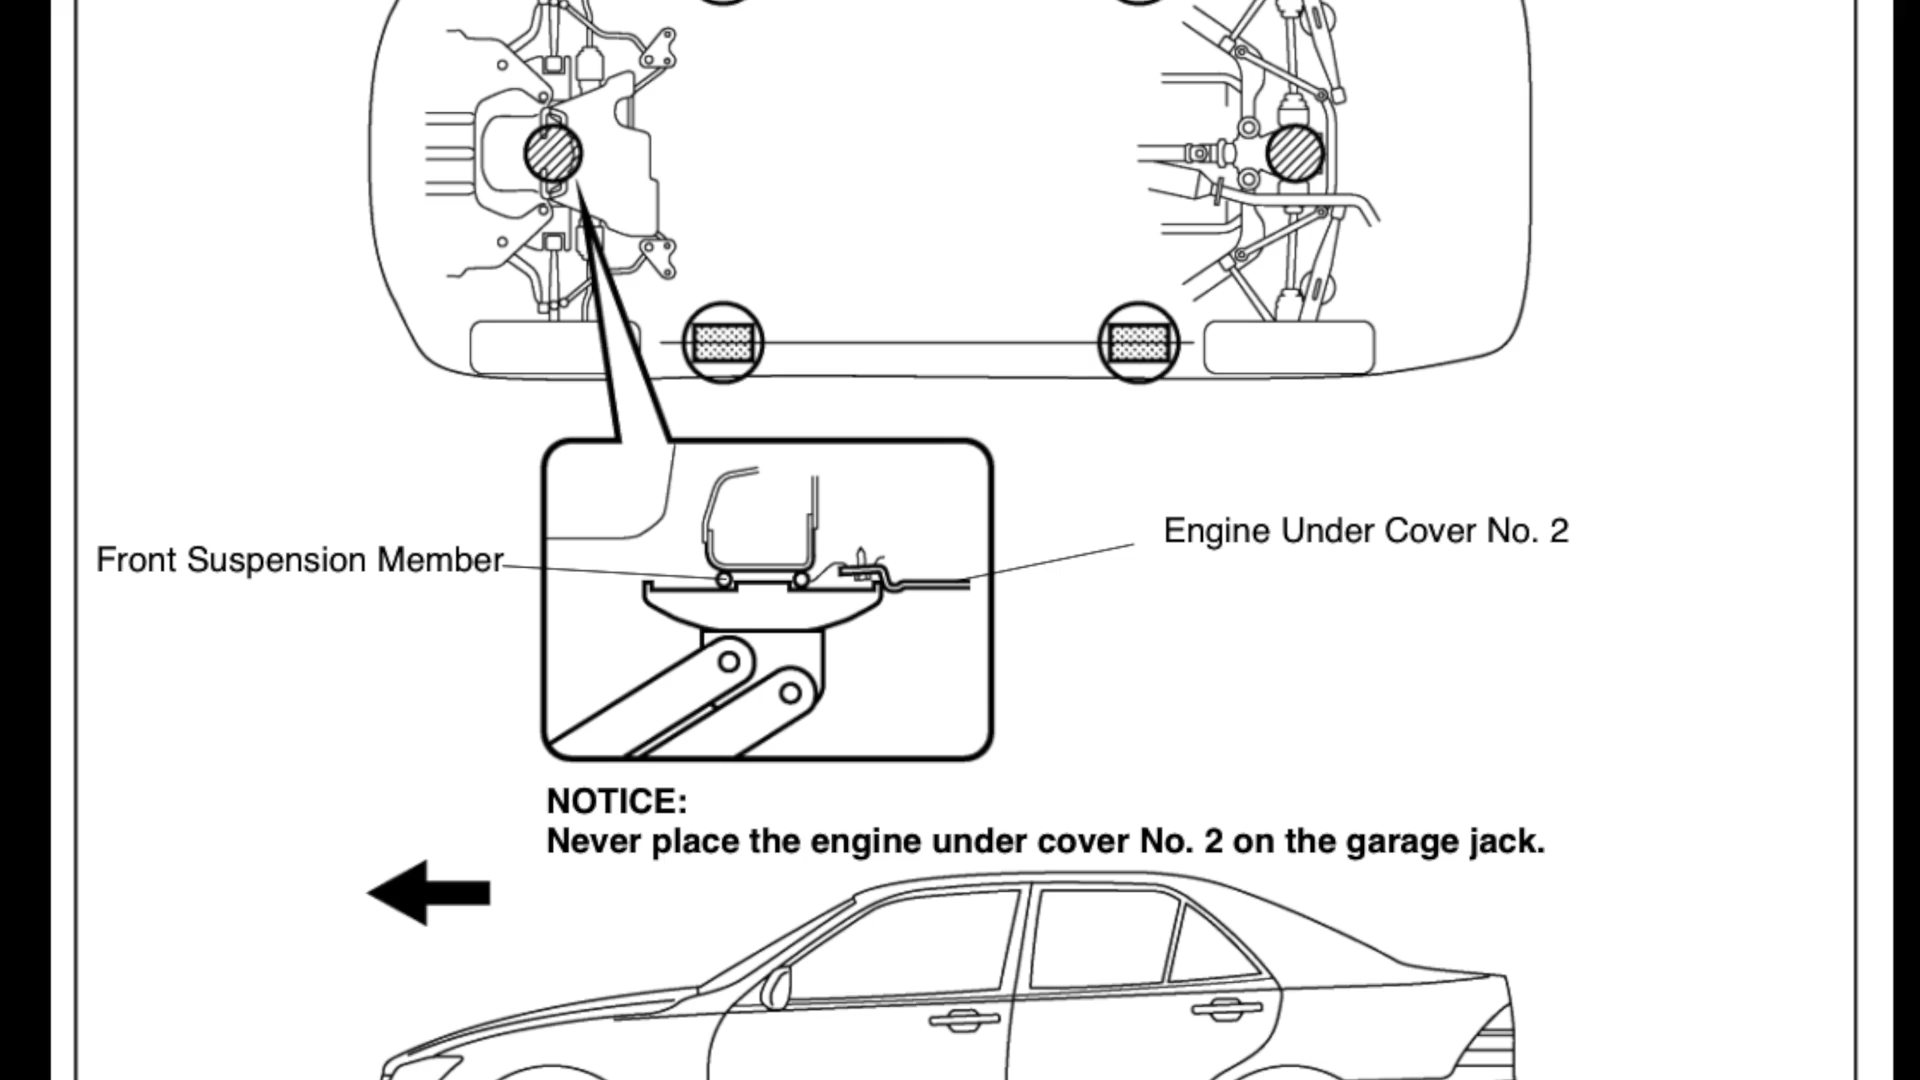 Engine Under Cover No. 2
Front Suspension Member
NOTICE:
Never place the engine under cover No. 2 on the garage jack.